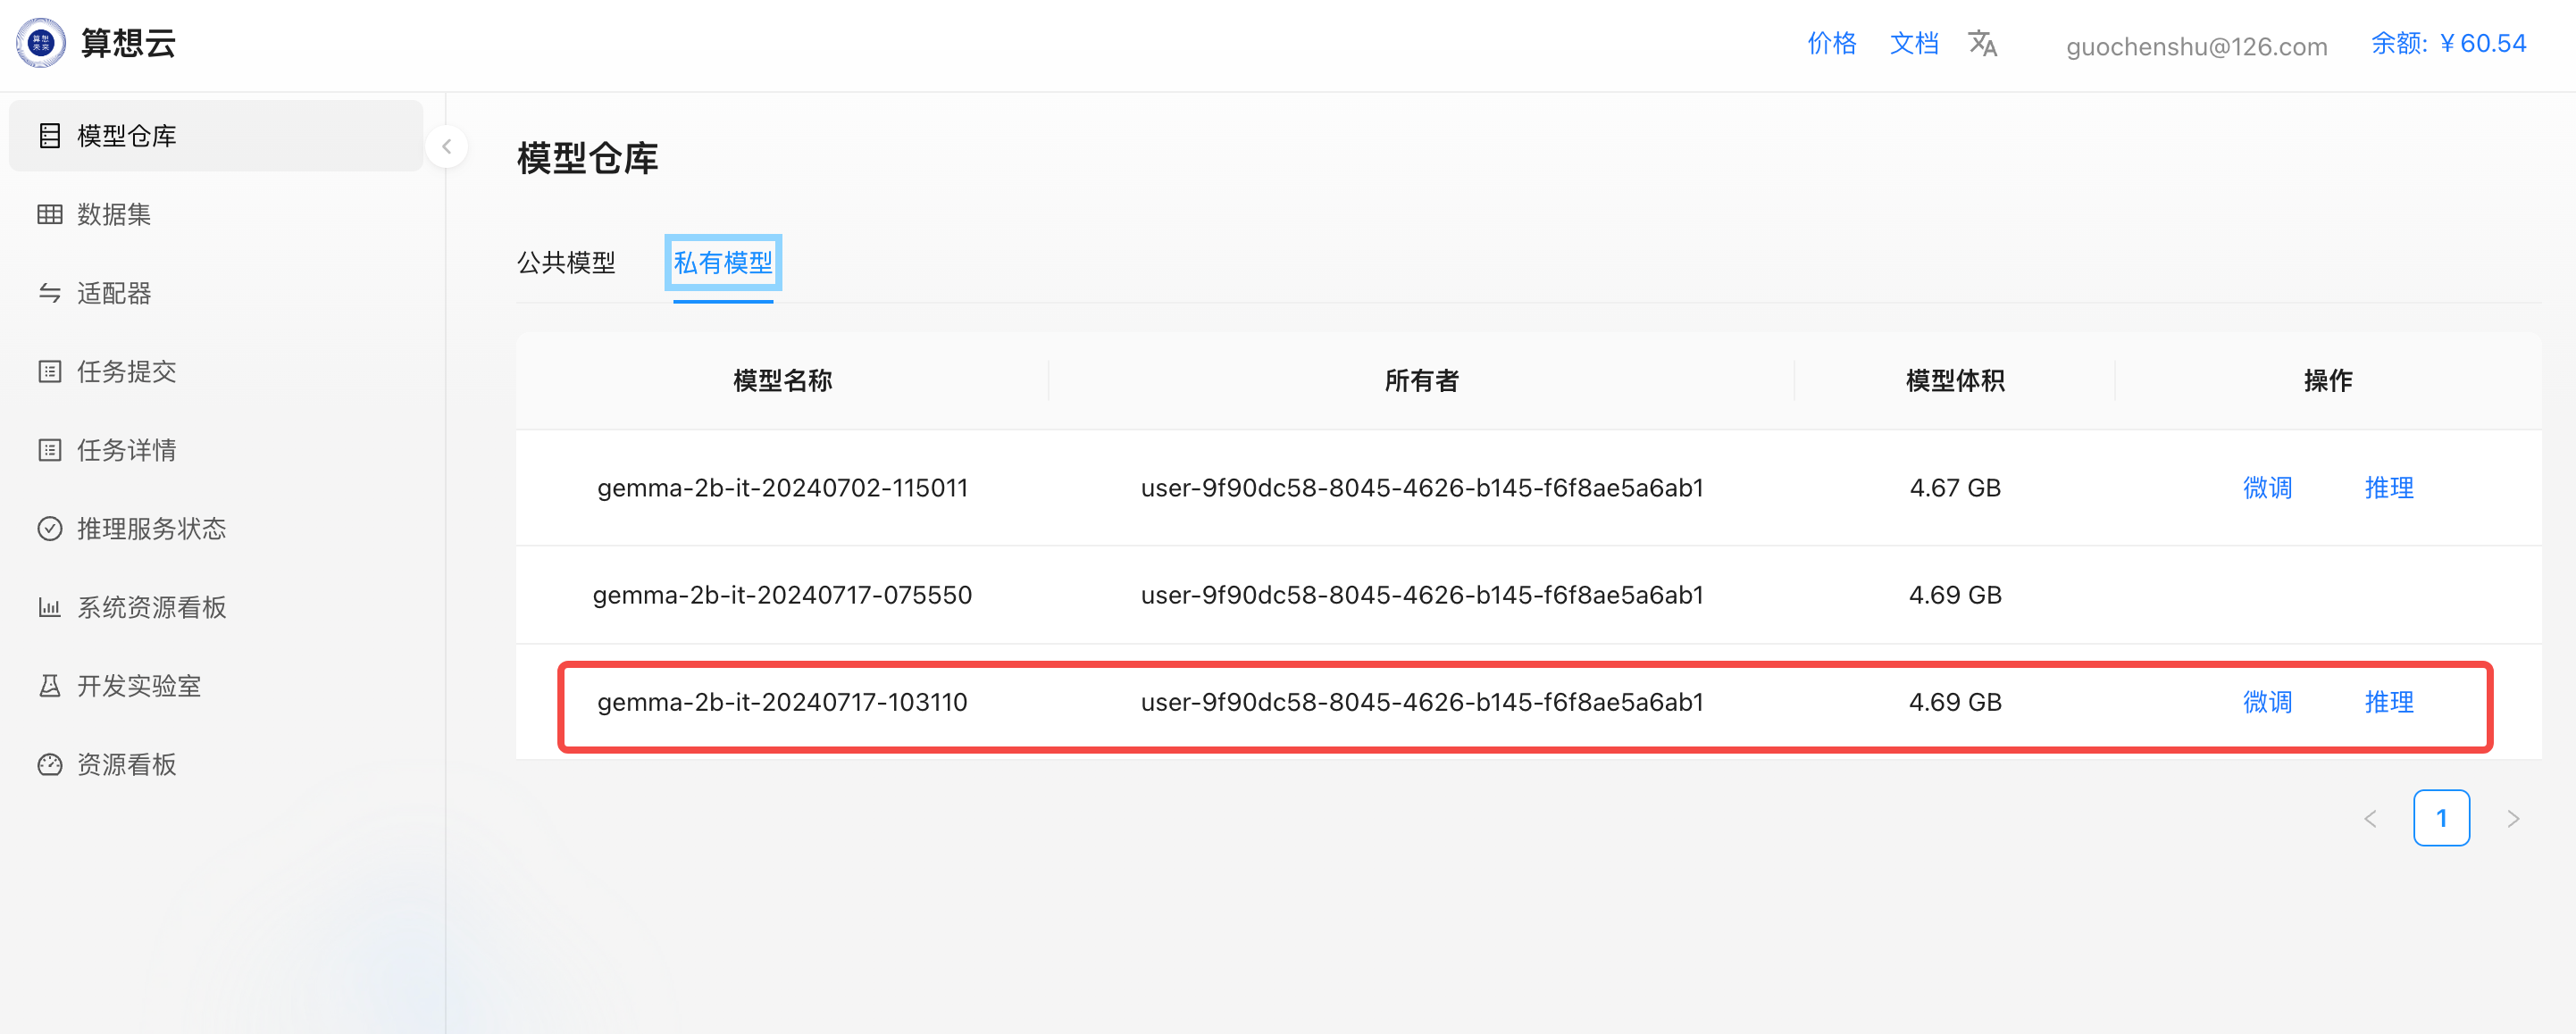 算想未来
算想云
价格 文档 文A guochenshu@126.com 余额: ¥ 60.54
模型仓库
数据集
适配器
任务提交
任务详情
推理服务状态
系统资源看板
开发实验室
资源看板
模型仓库
公共模型 私有模型
模型名称 所有者 模型体积 操作
gemma-2b-it-20240702-115011 user-9f90dc58-8045-4626-b145-f6f8ae5a6ab1 4.67 GB 微调 推理
gemma-2b-it-20240717-075550 user-9f90dc58-8045-4626-b145-f6f8ae5a6ab1 4.69 GB
gemma-2b-it-20240717-103110 user-9f90dc58-8045-4626-b145-f6f8ae5a6ab1 4.69 GB 微调 推理
1